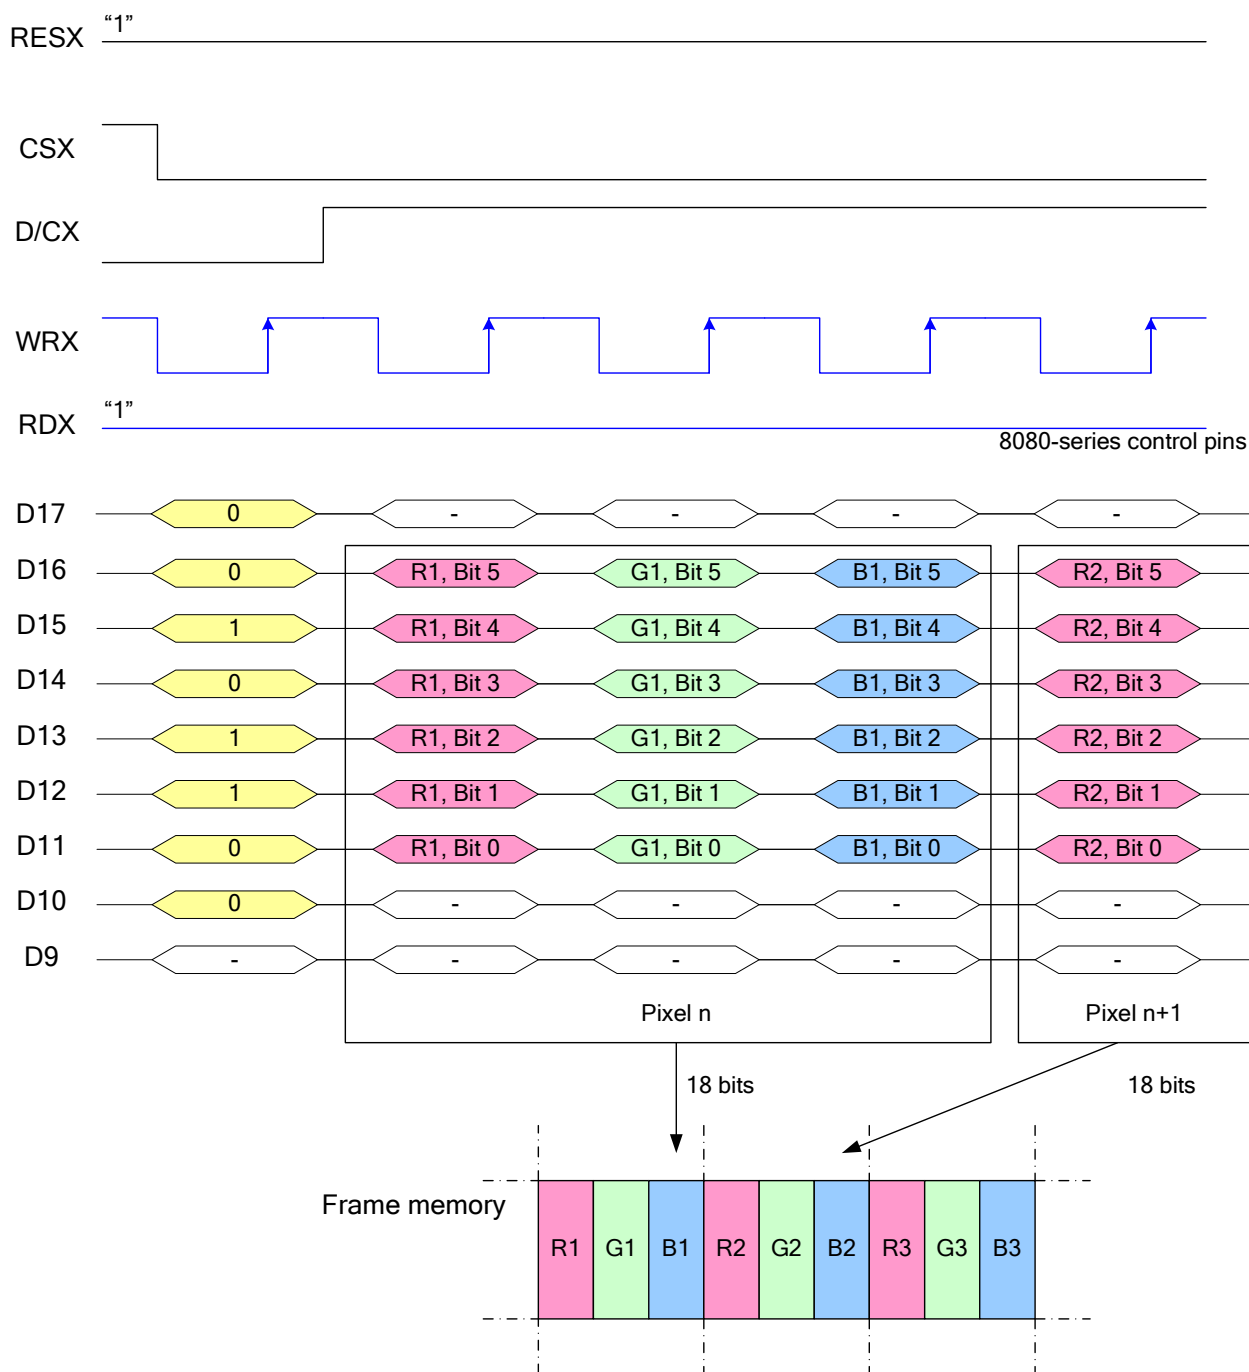 RESX “1”
CSX
D/CX
WRX
RDX “1”
8080-series control pins
D17 0 - - - -
D16 0 R1, Bit 5 G1, Bit 5 B1, Bit 5 R2, Bit 5
D15 1 R1, Bit 4 G1, Bit 4 B1, Bit 4 R2, Bit 4
D14 0 R1, Bit 3 G1, Bit 3 B1, Bit 3 R2, Bit 3
D13 1 R1, Bit 2 G1, Bit 2 B1, Bit 2 R2, Bit 2
D12 1 R1, Bit 1 G1, Bit 1 B1, Bit 1 R2, Bit 1
D11 0 R1, Bit 0 G1, Bit 0 B1, Bit 0 R2, Bit 0
D10 0 - - - -
D9 - - - - -
Pixel n Pixel n+1
18 bits 18 bits
Frame memory
R1 G1 B1 R2 G2 B2 R3 G3 B3